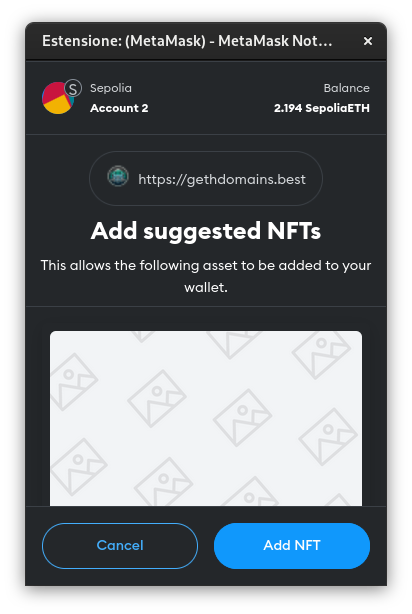 Estensione: (MetaMask) - MetaMask Not...
×
S
Sepolia
Balance
Account 2
2.194 SepoliaETH
https://gethdomains.best
Add suggested NFTs
This allows the following asset to be added to your
wallet.
Cancel
Add NFT